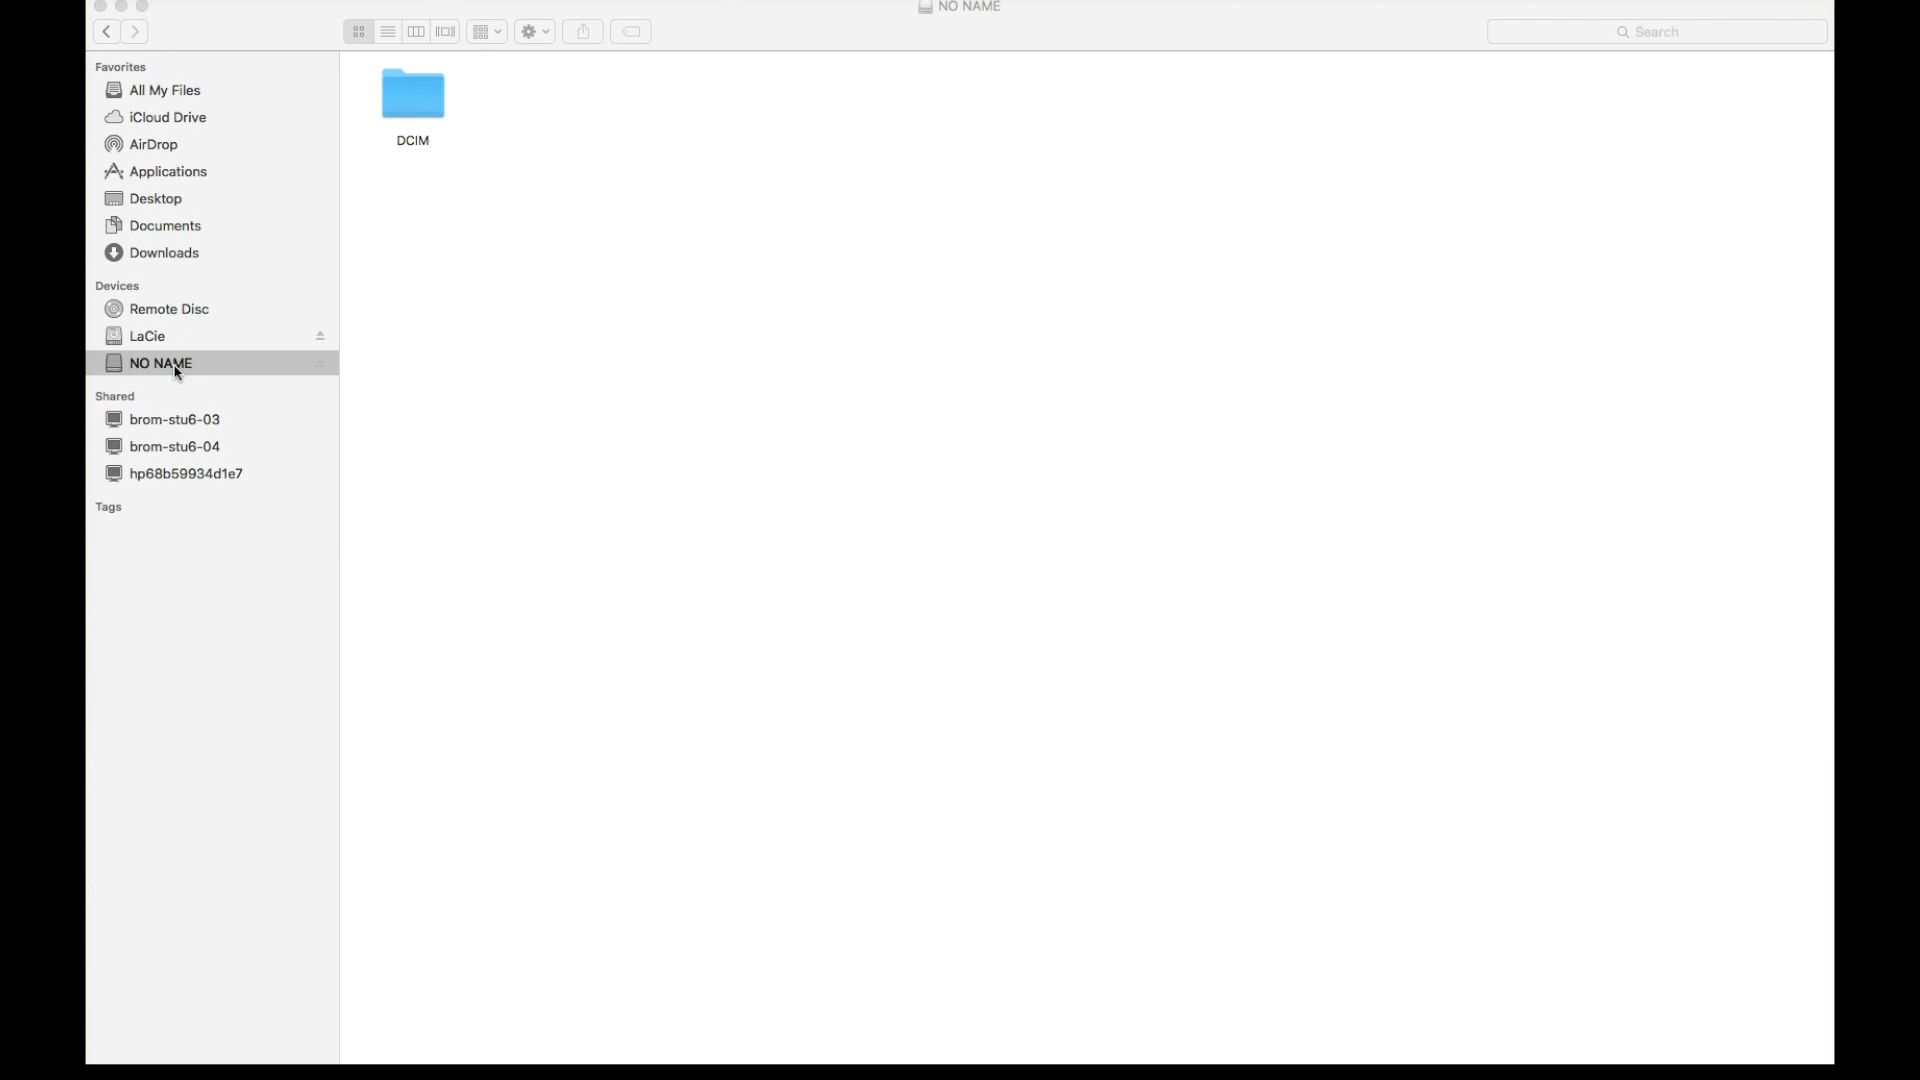 NO NAME
Search
Favorites
All My Files
iCloud Drive
AirDrop
Applications
Desktop
Documents
Downloads
Devices
Remote Disc
LaCie
NO NAME
Shared
brom-stu6-03
brom-stu6-04
hp68b59934d1e7
Tags
DCIM